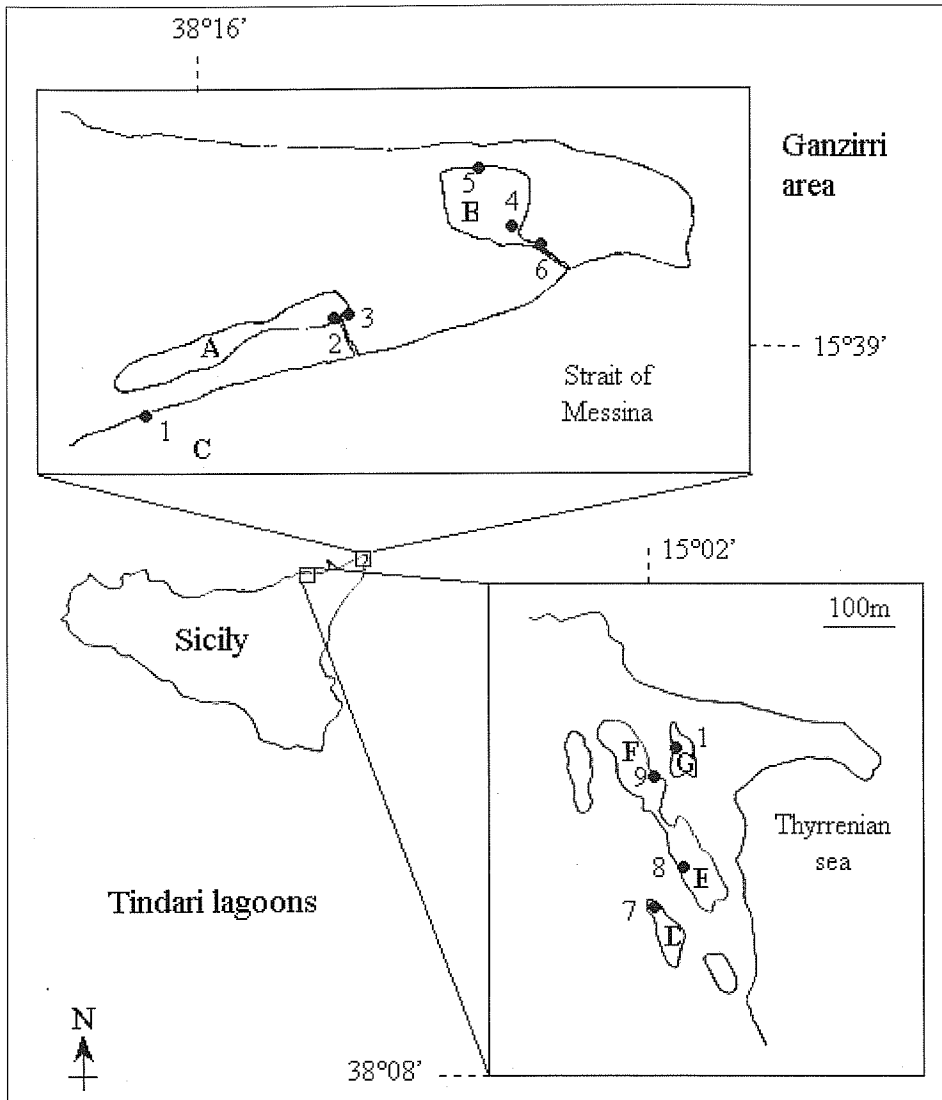 38°16'
Ganzirri
area
5
4
B
6
3
A
2
15°39'
Strait of
Messina
1
C
15°02'
100m
Sicily
F
1
G
9
Thyrrenian
sea
8
E
Tindari lagoons
7
D
N
38°08'